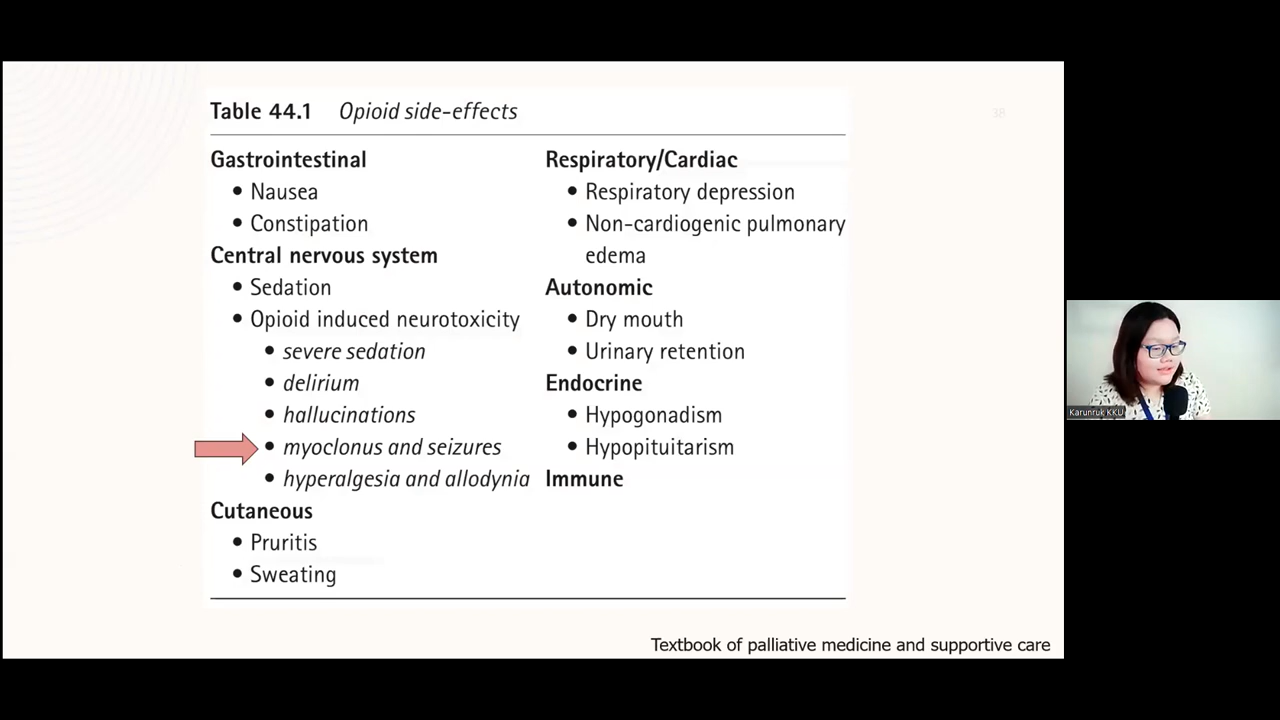 Table 44.1 Opioid side-effects
38
Gastrointestinal
• Nausea
• Constipation
Central nervous system
• Sedation
• Opioid induced neurotoxicity
• severe sedation
• delirium
• hallucinations
• myoclonus and seizures
• hyperalgesia and allodynia
Cutaneous
• Pruritis
• Sweating
Respiratory/Cardiac
• Respiratory depression
• Non-cardiogenic pulmonary
edema
Autonomic
• Dry mouth
• Urinary retention
Endocrine
• Hypogonadism
• Hypopituitarism
Immune
Textbook of palliative medicine and supportive care
Karunruk KKU